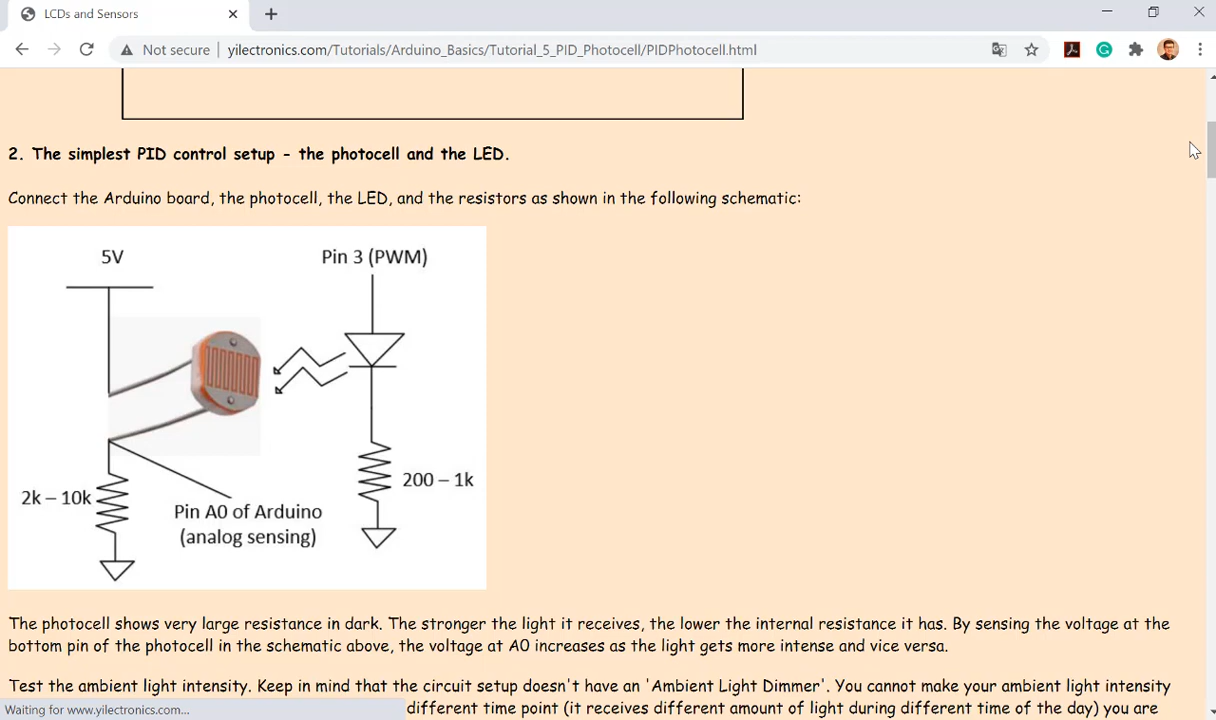 LCDs and Sensors
Not secure yilectronics.com/Tutorials/Arduino_Basics/Tutorial_5_PID_Photocell/PIDPhotocell.html
2. The simplest PID control setup - the photocell and the LED.
Connect the Arduino board, the photocell, the LED, and the resistors as shown in the following schematic:
5V
Pin 3 (PWM)
200 – 1k
2k – 10k
Pin A0 of Arduino
(analog sensing)
The photocell shows very large resistance in dark. The stronger the light it receives, the lower the internal resistance it has. By sensing the voltage at the
bottom pin of the photocell in the schematic above, the voltage at A0 increases as the light gets more intense and vice versa.
Test the ambient light intensity. Keep in mind that the circuit setup doesn't have an 'Ambient Light Dimmer'. You cannot make your ambient light intensity
different time point (it receives different amount of light during different time of the day) you are
Waiting for www.yilectronics.com...